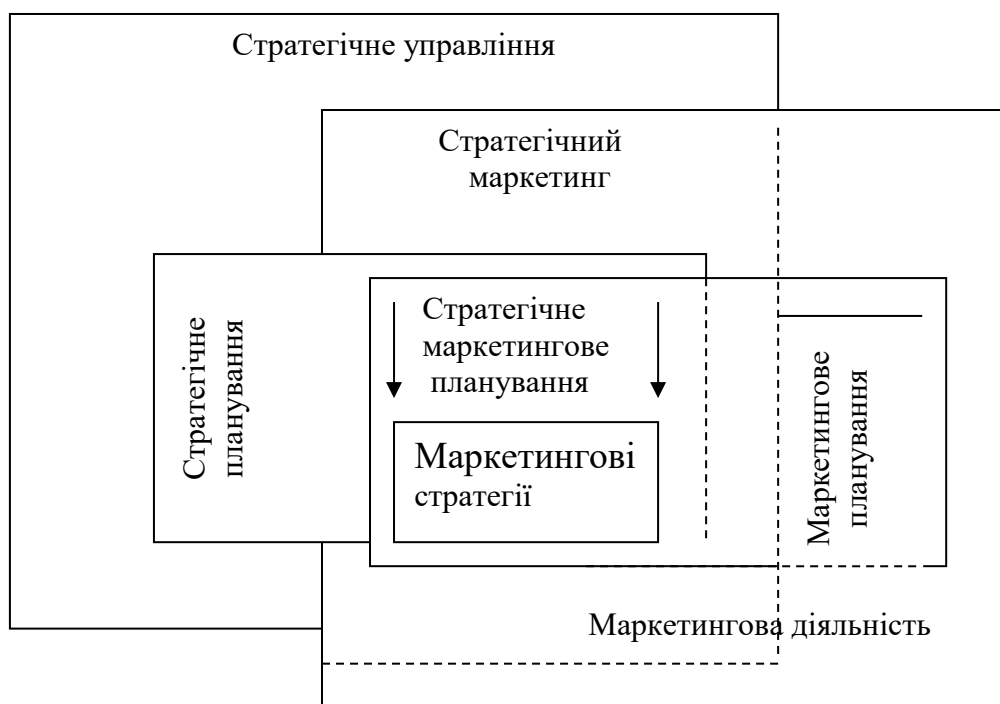 Стратегічне управління
Стратегічний
маркетинг
Стратегічне
планування
Стратегічне
маркетингове
планування
Маркетингові
стратегії
Маркетингове
планування
Маркетингова діяльність